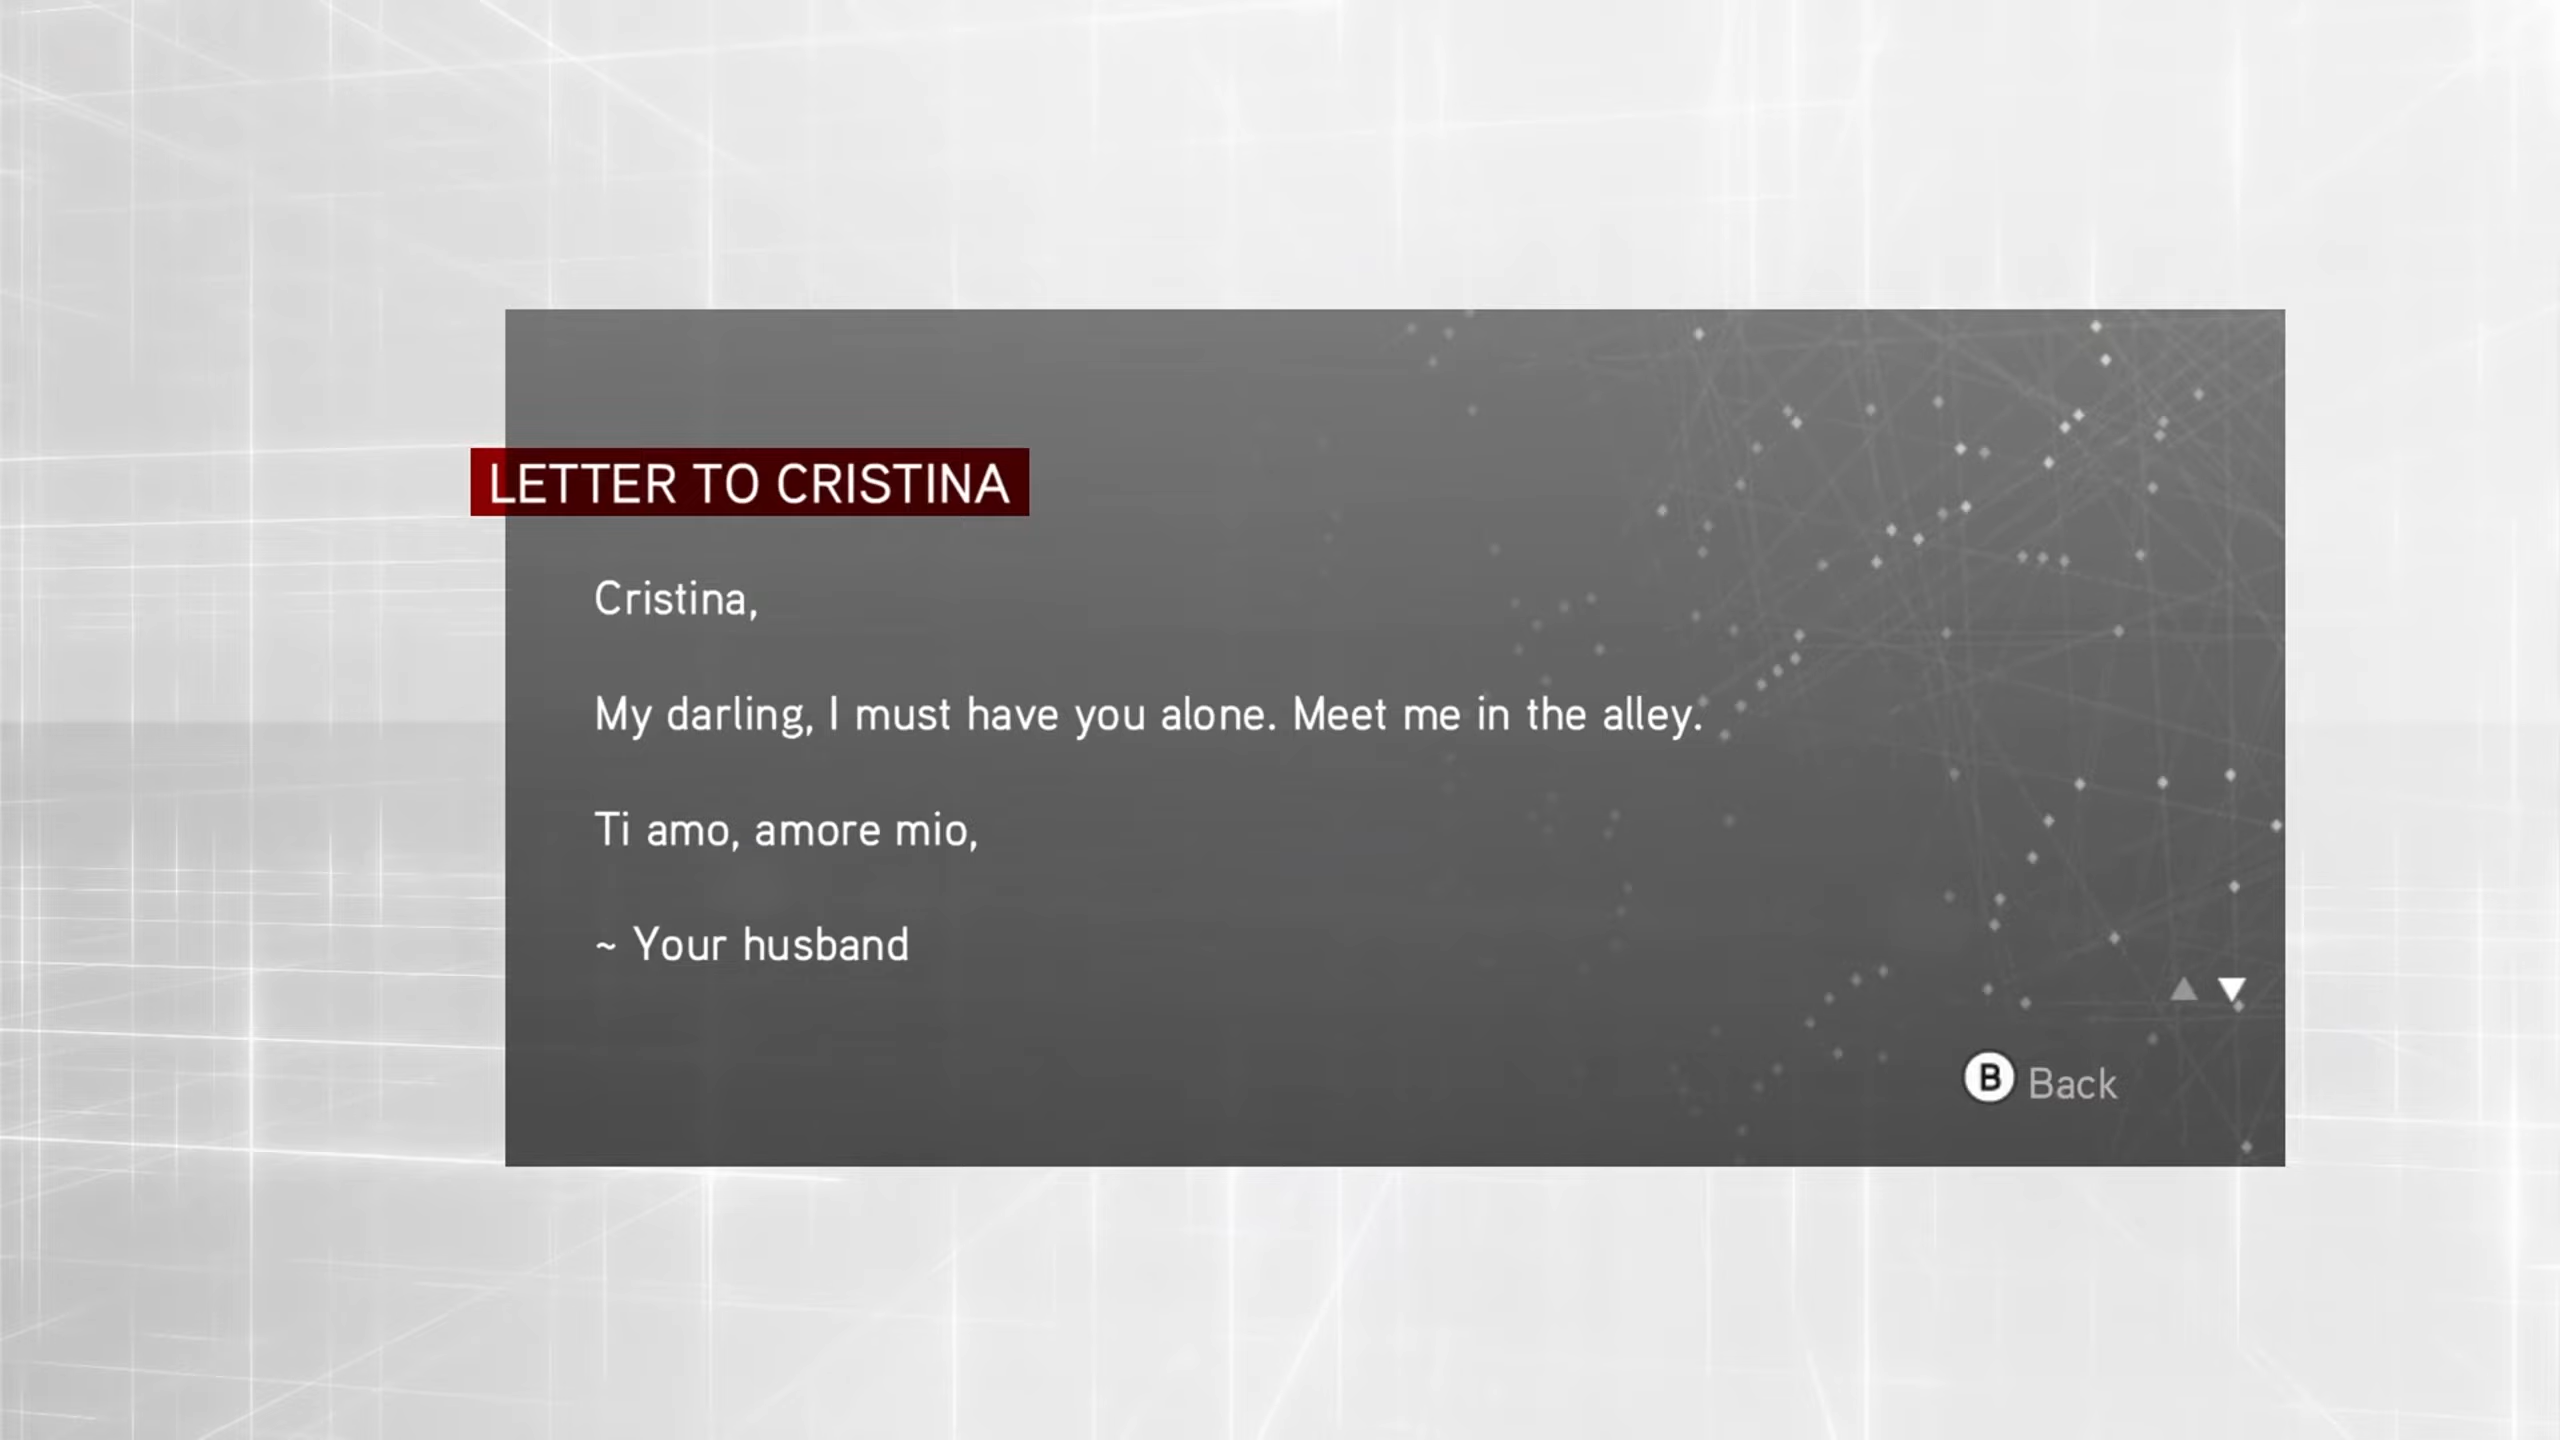 LETTER TO CRISTINA
Cristina,
My darling, I must have you alone. Meet me in the alley.
Ti amo, amore mio,
~ Your husband
B Back